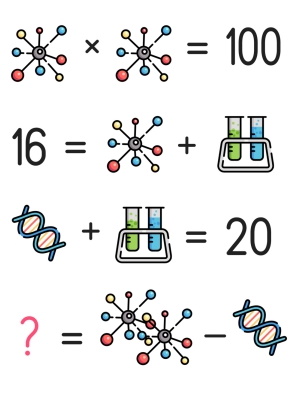 × = 100
16 = +
+ = 20
? = −